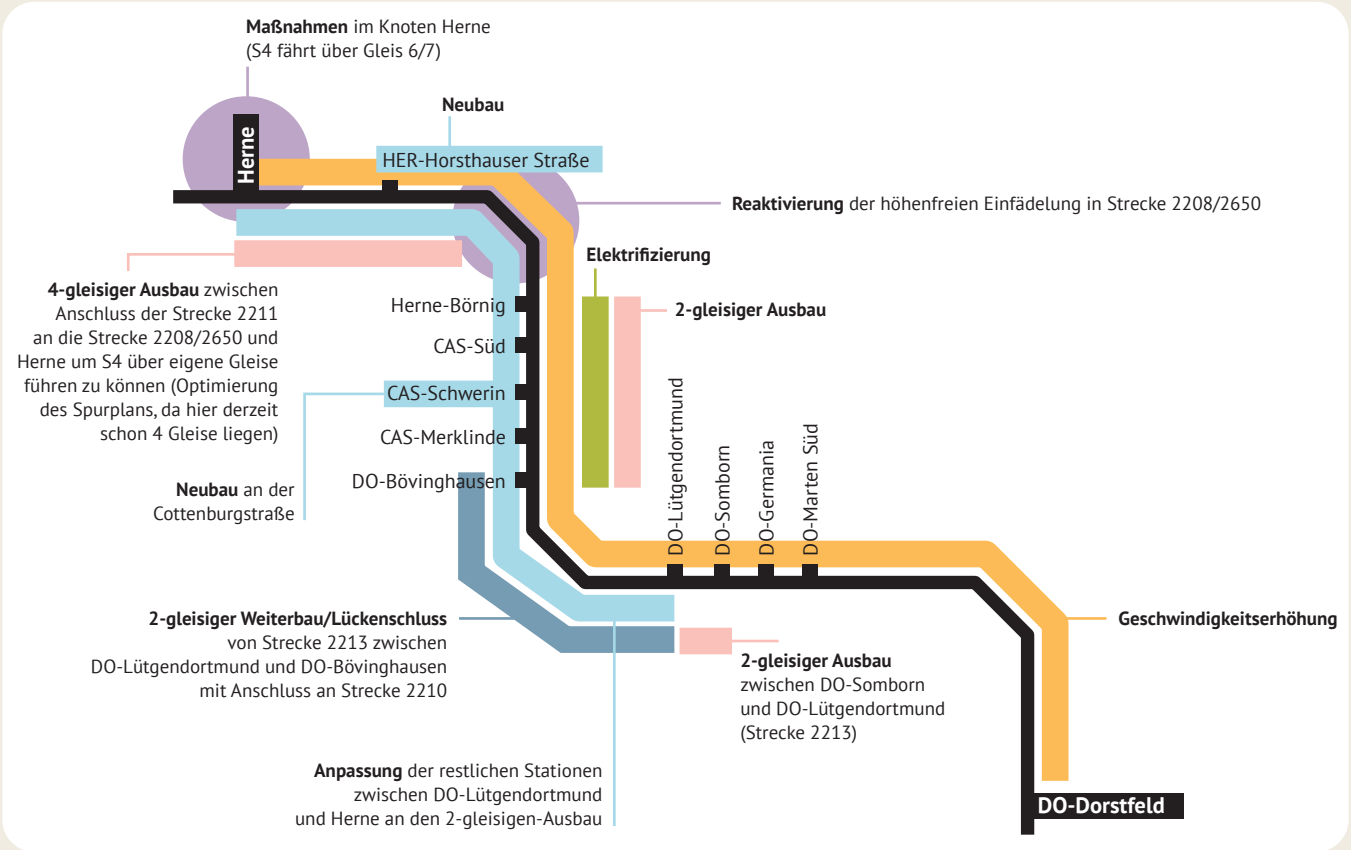 Maßnahmen im Knoten Herne
(S4 fährt über Gleis 6/7)
Neubau
Herne
HER-Horsthauser Straße
Reaktivierung der höhenfreien Einfädelung in Strecke 2208/2650
Elektrifizierung
4-gleisiger Ausbau zwischen
Anschluss der Strecke 2211
an die Strecke 2208/2650 und
Herne um S4 über eigene Gleise
führen zu können (Optimierung
des Spurplans, da hier derzeit
schon 4 Gleise liegen)
2-gleisiger Ausbau
Herne-Börnig
CAS-Süd
CAS-Schwerin
CAS-Merklinde
DO-Bövinghausen
Neubau an der
Cottenburgstraße
DO-Lütgendortmund
DO-Somborn
DO-Germania
DO-Marten Süd
2-gleisiger Weiterbau/Lückenschluss
von Strecke 2213 zwischen
DO-Lütgendortmund und DO-Bövinghausen
mit Anschluss an Strecke 2210
Geschwindigkeitserhöhung
2-gleisiger Ausbau
zwischen DO-Somborn
und DO-Lütgendortmund
(Strecke 2213)
Anpassung der restlichen Stationen
zwischen DO-Lütgendortmund
und Herne an den 2-gleisigen-Ausbau
DO-Dorstfeld